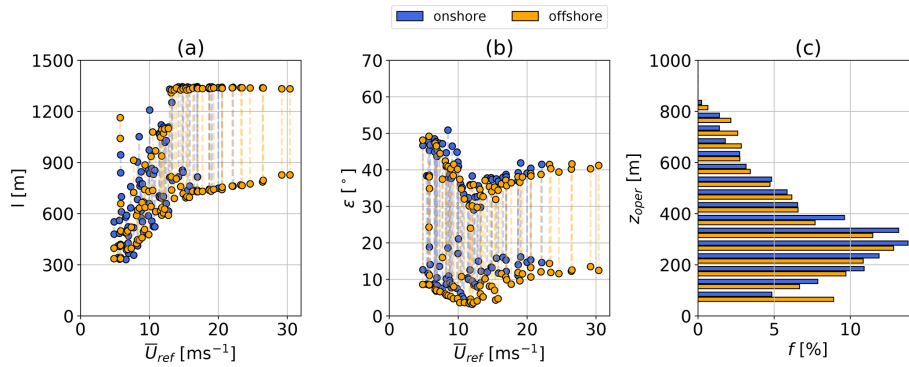 onshore offshore
(a) (b) (c)
l [m]
1500
1200
900
600
300
0
0 10 20 30
U̅_ref [ms⁻¹]
ε [°]
70
60
50
40
30
20
10
0
0 10 20 30
U̅_ref [ms⁻¹]
z_oper [m]
1000
800
600
400
200
0
0 5 10
f [%]